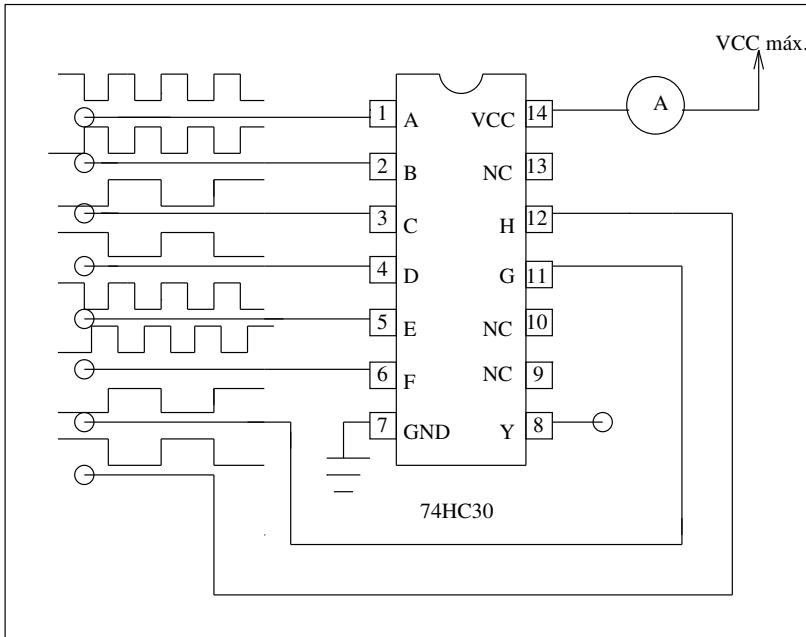 VCC máx.
A
1 A VCC 14
2 B NC 13
3 C H 12
4 D G 11
5 E NC 10
6 F NC 9
7 GND Y 8
74HC30